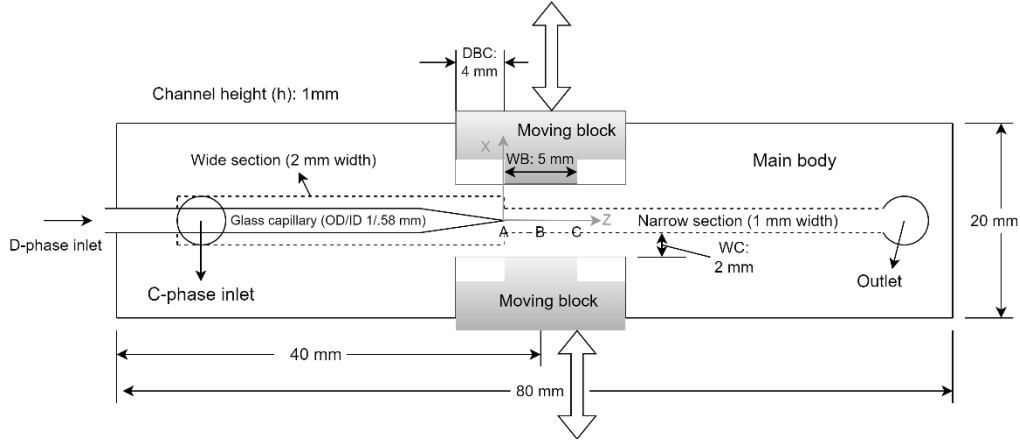 DBC:
4 mm
Channel height (h): 1mm
Moving block
X
WB: 5 mm
Wide section (2 mm width)
Main body
Glass capillary (OD/ID 1/.58 mm)
Z
Narrow section (1 mm width)
20 mm
D-phase inlet
A B C
WC:
2 mm
C-phase inlet
Outlet
Moving block
40 mm
80 mm